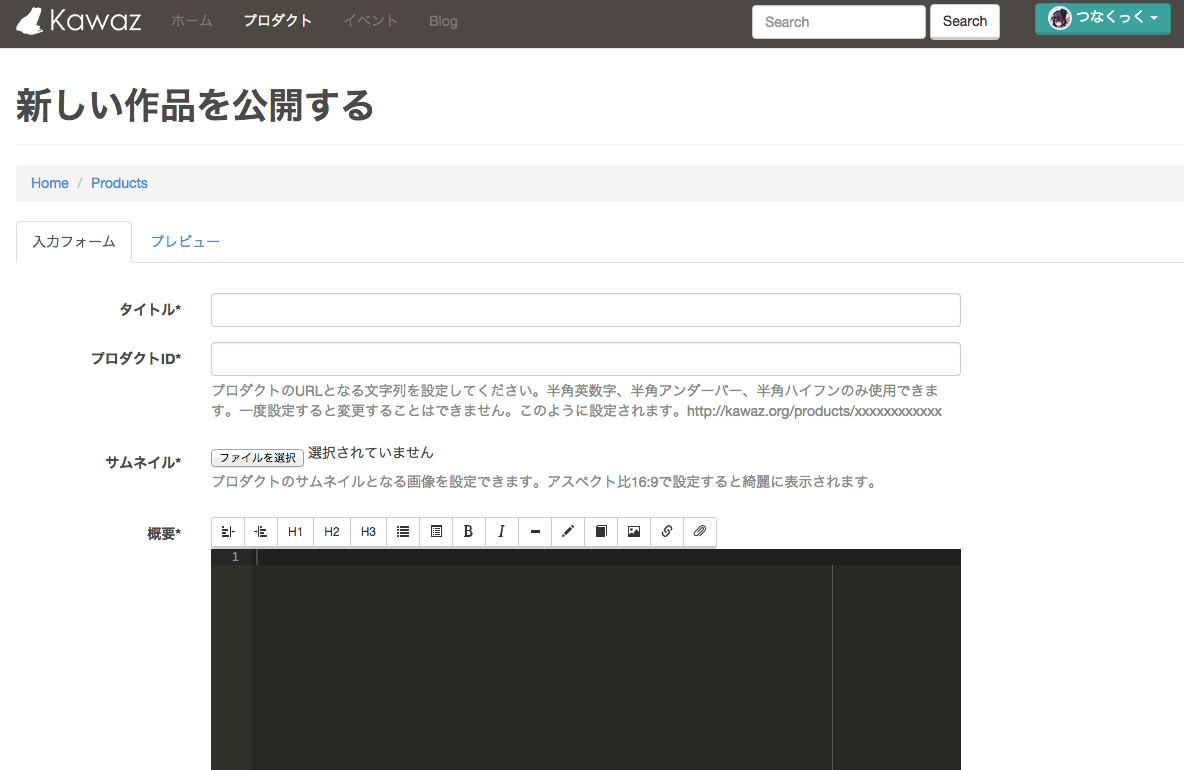 Kawaz ホーム プロダクト イベント Blog Search Search つなくっく
新しい作品を公開する
Home / Products
入力フォーム プレビュー
タイトル*
プロダクトID*
プロダクトのURLとなる文字列を設定してください。半角英数字、半角アンダーバー、半角ハイフンのみ使用できま
す。一度設定すると変更することはできません。このように設定されます。http://kawaz.org/products/xxxxxxxxxxxx
サムネイル* ファイルを選択 選択されていません
プロダクトのサムネイルとなる画像を設定できます。アスペクト比16:9で設定すると綺麗に表示されます。
概要* H1 H2 H3 B I
1